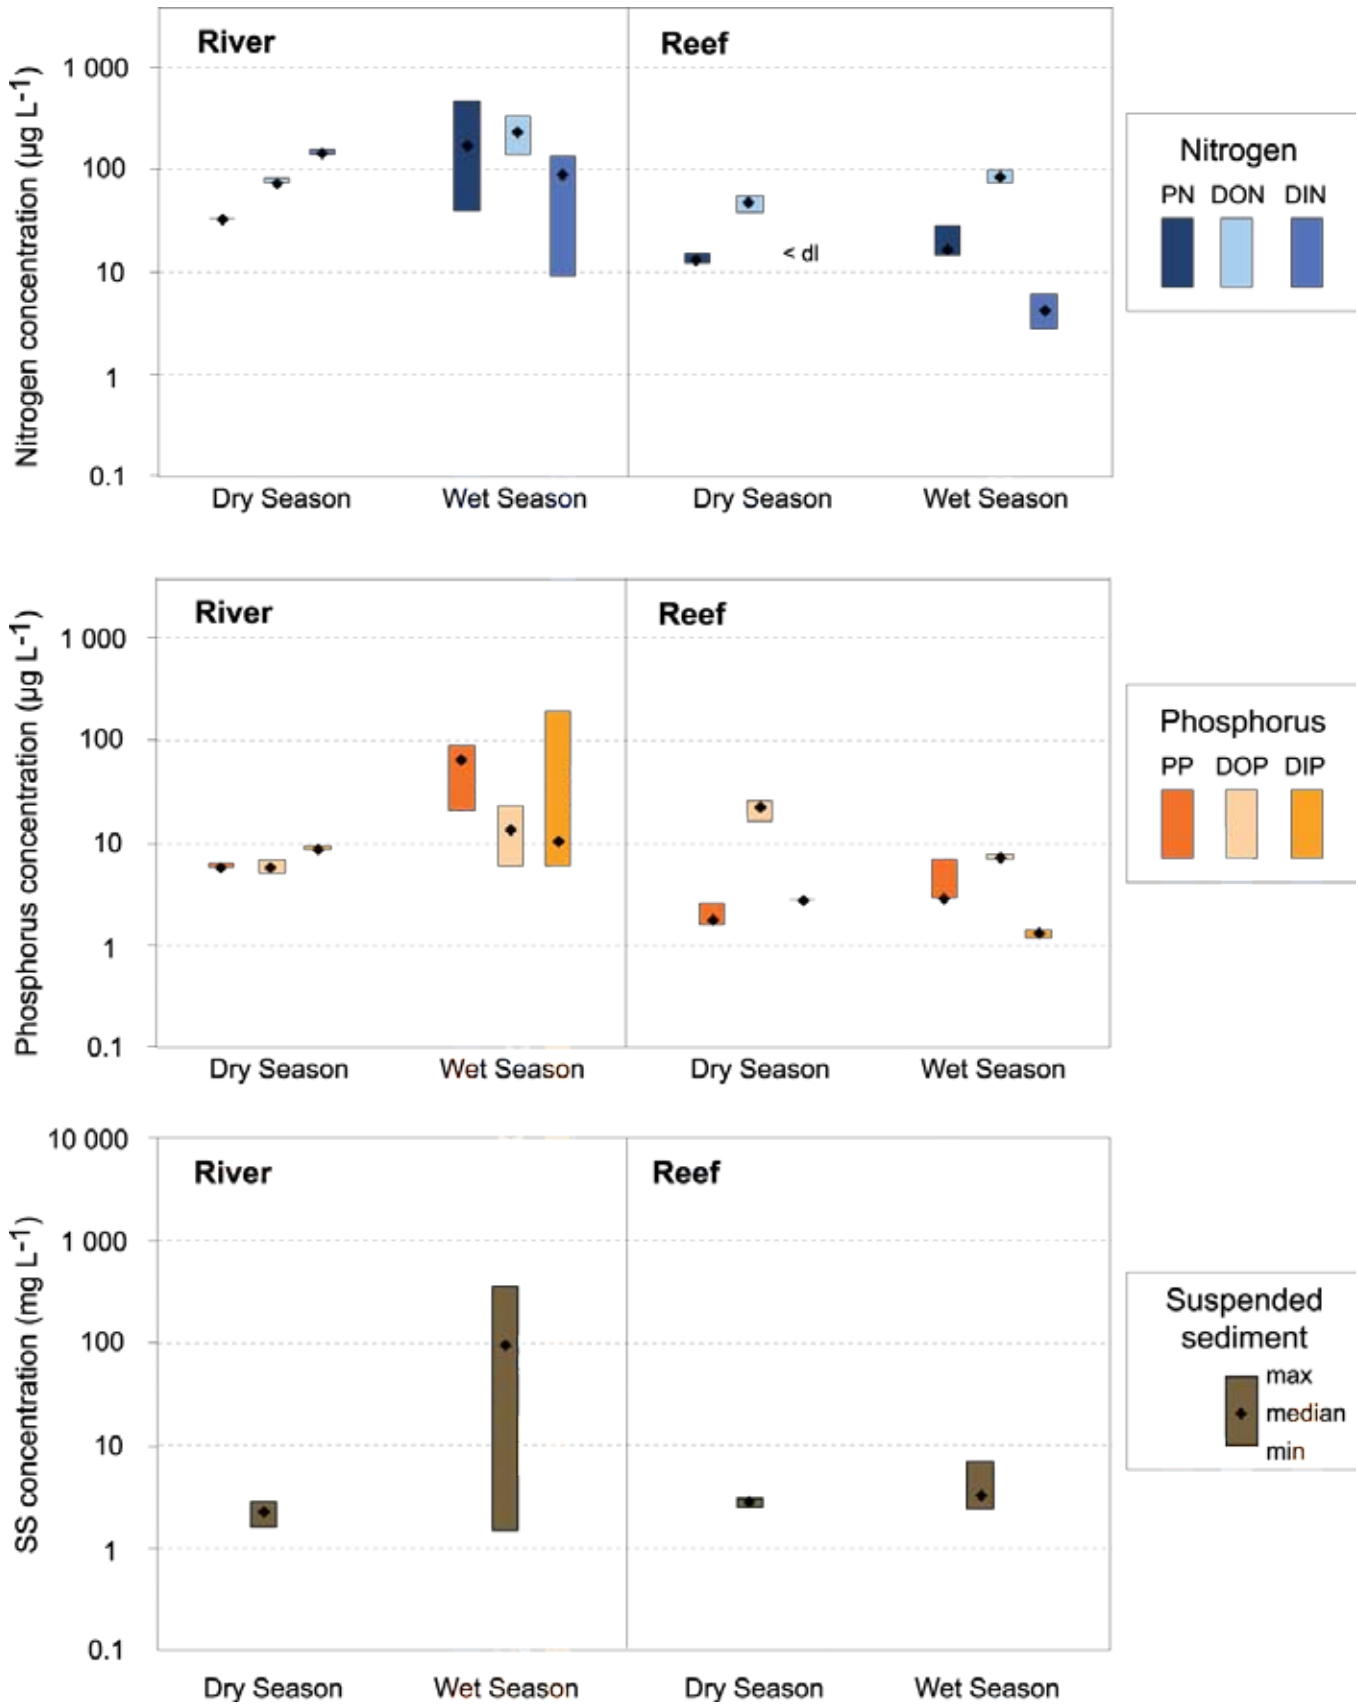 River
Reef
Nitrogen concentration (µg L-1)
1 000
100
10
1
0.1
< dl
Dry Season
Wet Season
Dry Season
Wet Season
Nitrogen
PN DON DIN
River
Reef
Phosphorus concentration (µg L-1)
1 000
100
10
1
0.1
Dry Season
Wet Season
Dry Season
Wet Season
Phosphorus
PP DOP DIP
River
Reef
SS concentration (mg L-1)
10 000
1 000
100
10
1
0.1
Dry Season
Wet Season
Dry Season
Wet Season
Suspended
sediment
max
median
min